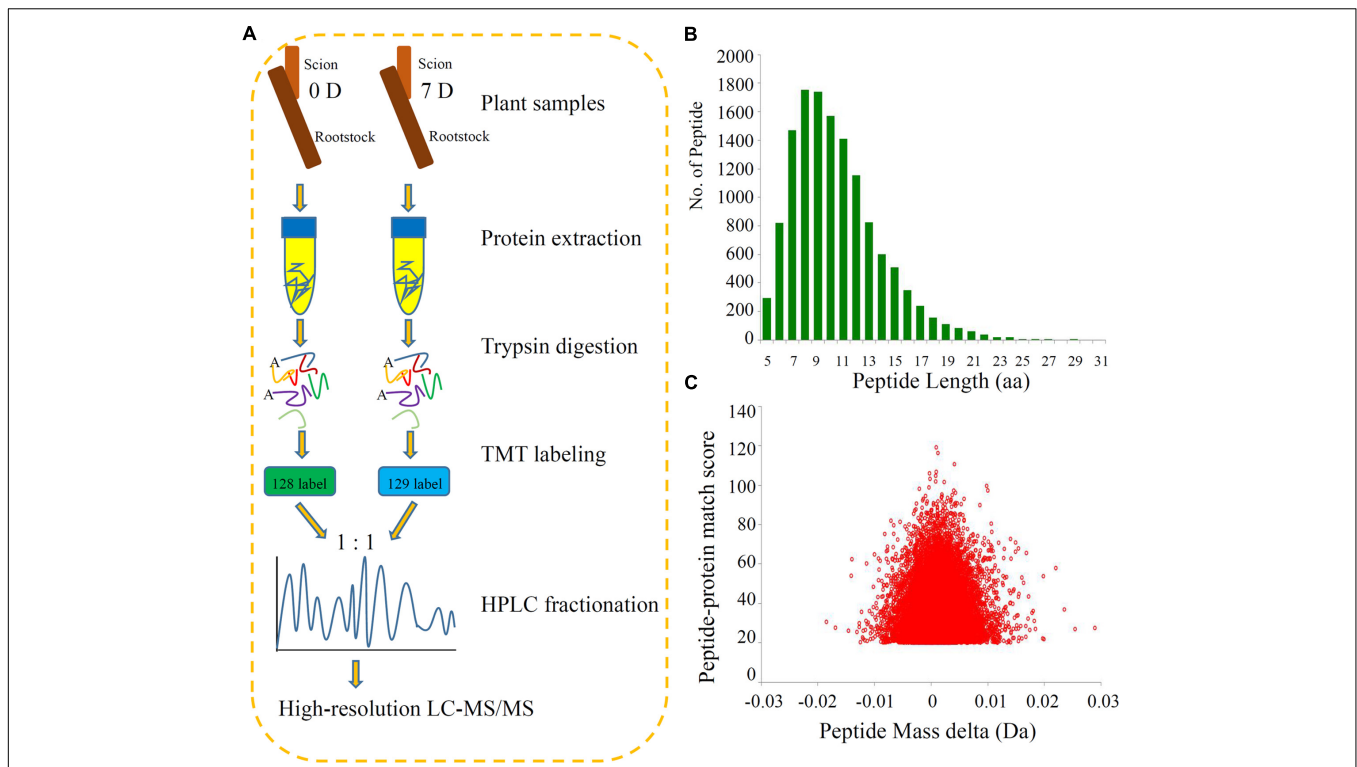 A
Scion
0 D
Rootstock
Scion
7 D
Rootstock
Plant samples
Protein extraction
A
A
A
A
Trypsin digestion
128 label
129 label
TMT labeling
1 : 1
HPLC fractionation
High-resolution LC-MS/MS
B
No. of Peptide
2000
1800
1600
1400
1200
1000
800
600
400
200
0
5 7 9 11 13 15 17 19 21 23 25 27 29 31
Peptide Length (aa)
C
Peptide-protein match score
140
120
100
80
60
40
20
0
-0.03 -0.02 -0.01 0 0.01 0.02 0.03
Peptide Mass delta (Da)